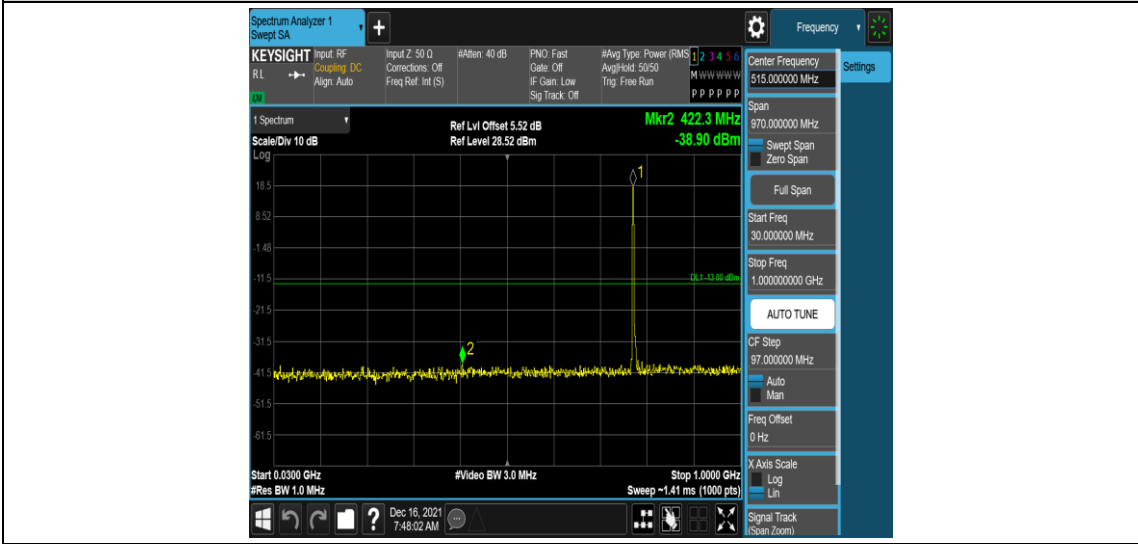 Spectrum Analyzer 1
Swept SA
+
Frequency
KEYSIGHT
RL
LM
Input: RF
Coupling: DC
Align: Auto
Input Z: 50 Ω
Corrections: Off
Freq Ref: Int (S)
#Atten: 40 dB
PNO: Fast
Gate: Off
IF Gain: Low
Sig Track: Off
#Avg Type: Power (RMS
Avg|Hold: 50/50
Trig: Free Run
1 2 3 4 5 6
M W W W W W
P P P P P P
1 Spectrum
Scale/Div 10 dB
Ref Lvl Offset 5.52 dB
Ref Level 28.52 dBm
Mkr2 422.3 MHz
-38.90 dBm
Log
1
18.5
8.52
-1.48
-11.5
DL1 -13.00 dBm
-21.5
-31.5
2
-41.5
-51.5
-61.5
Start 0.0300 GHz
#Res BW 1.0 MHz
#Video BW 3.0 MHz
Stop 1.0000 GHz
Sweep ~1.41 ms (1000 pts)
?
Dec 16, 2021
7:48:02 AM
Center Frequency
515.000000 MHz
Settings
Span
970.000000 MHz
Swept Span
Zero Span
Full Span
Start Freq
30.000000 MHz
Stop Freq
1.000000000 GHz
AUTO TUNE
CF Step
97.000000 MHz
Auto
Man
Freq Offset
0 Hz
X Axis Scale
Log
Lin
Signal Track
(Span Zoom)